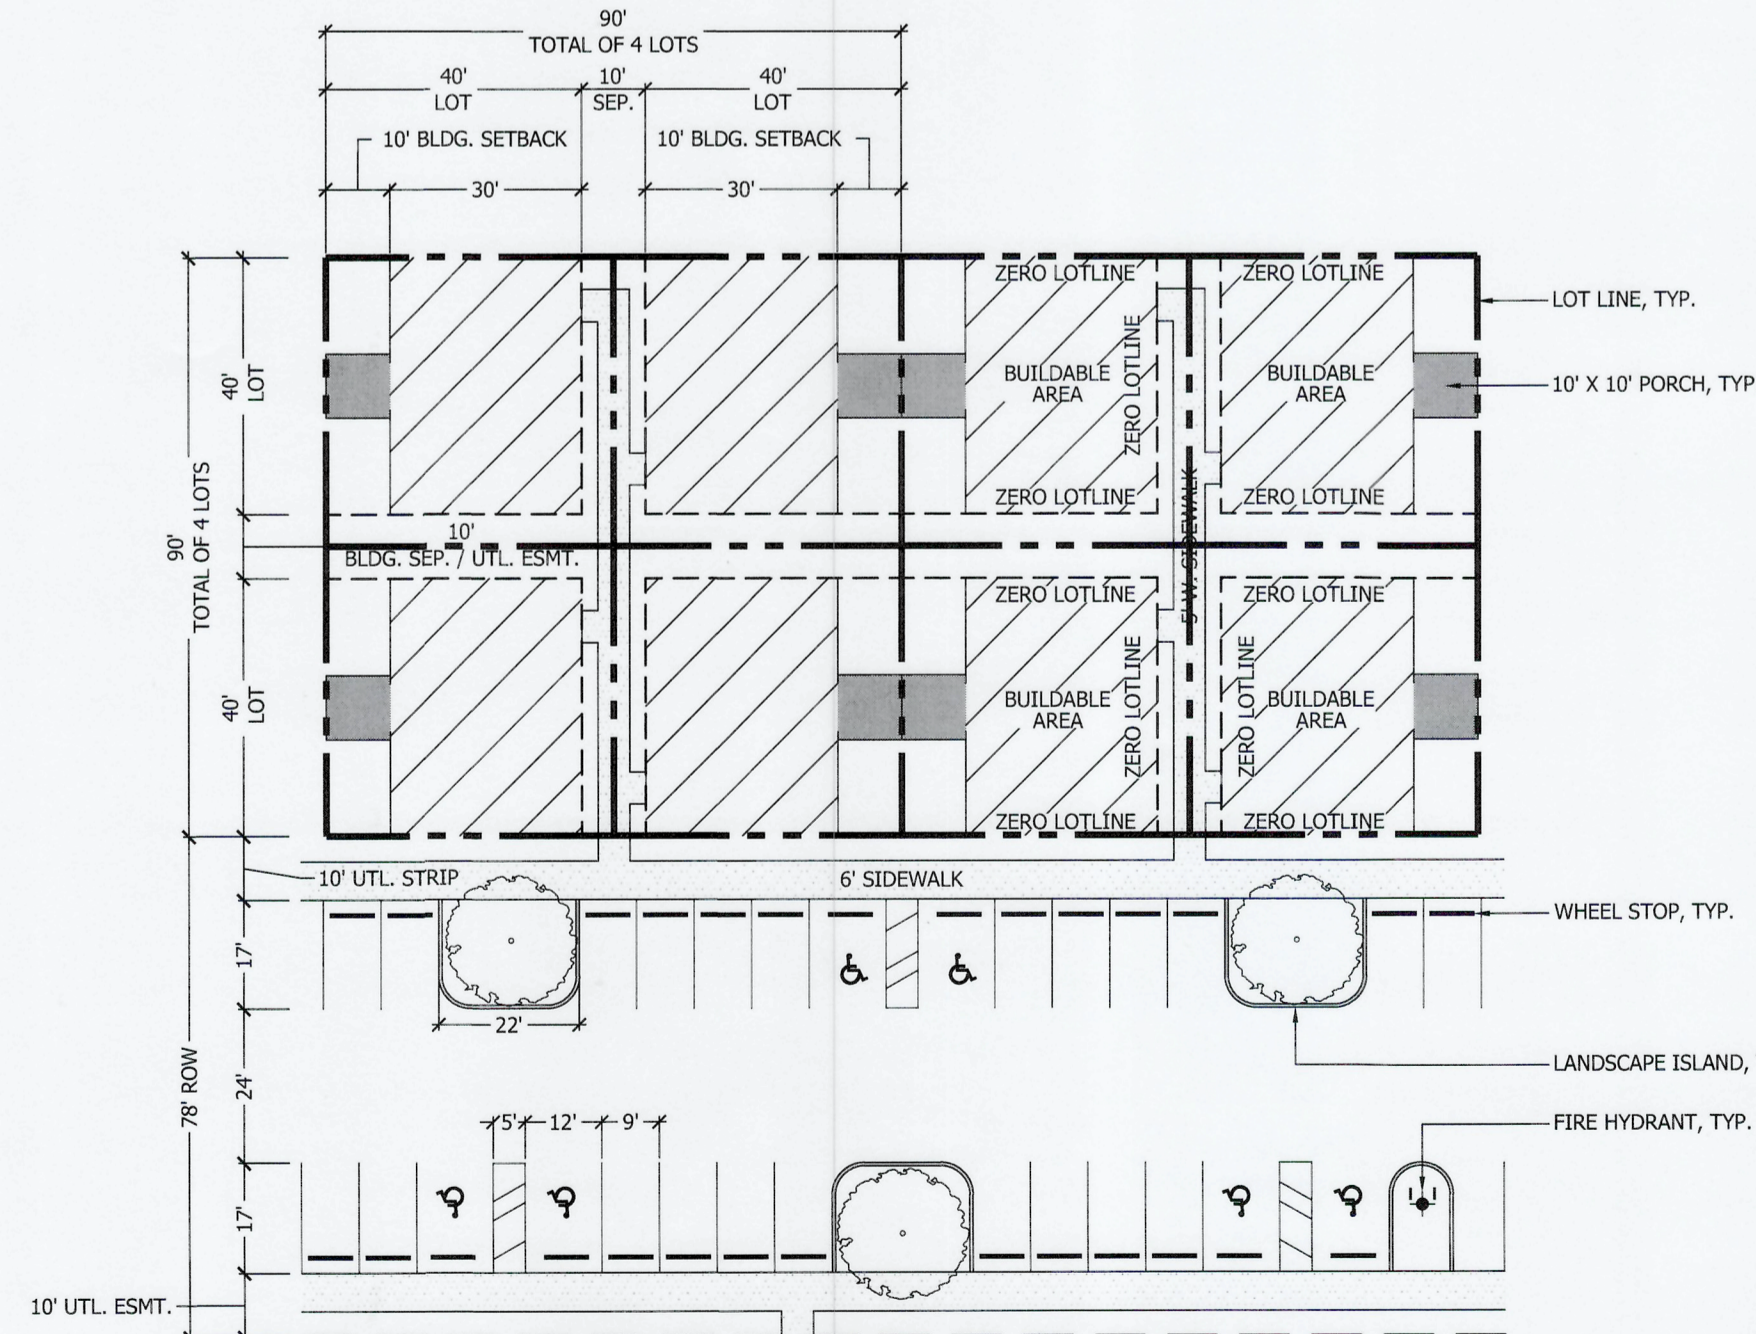 90'
TOTAL OF 4 LOTS
40'
LOT
10'
SEP.
40'
LOT
10' BLDG. SETBACK
10' BLDG. SETBACK
30'
30'
ZERO LOTLINE
ZERO LOTLINE
LOT LINE, TYP.
40'
LOT
BUILDABLE
AREA
ZERO LOTLINE
BUILDABLE
AREA
10' X 10' PORCH, TYP
ZERO LOTLINE
ZERO LOTLINE
90'
TOTAL OF 4 LOTS
10'
BLDG. SEP. / UTL. ESMT.
5' W. SIDEWALK
ZERO LOTLINE
ZERO LOTLINE
40'
LOT
BUILDABLE
AREA
ZERO LOTLINE
ZERO LOTLINE
BUILDABLE
AREA
ZERO LOTLINE
ZERO LOTLINE
10' UTL. STRIP
6' SIDEWALK
WHEEL STOP, TYP.
17'
22'
78' ROW
24'
LANDSCAPE ISLAND,
5'
12'
9'
FIRE HYDRANT, TYP.
17'
10' UTL. ESMT.